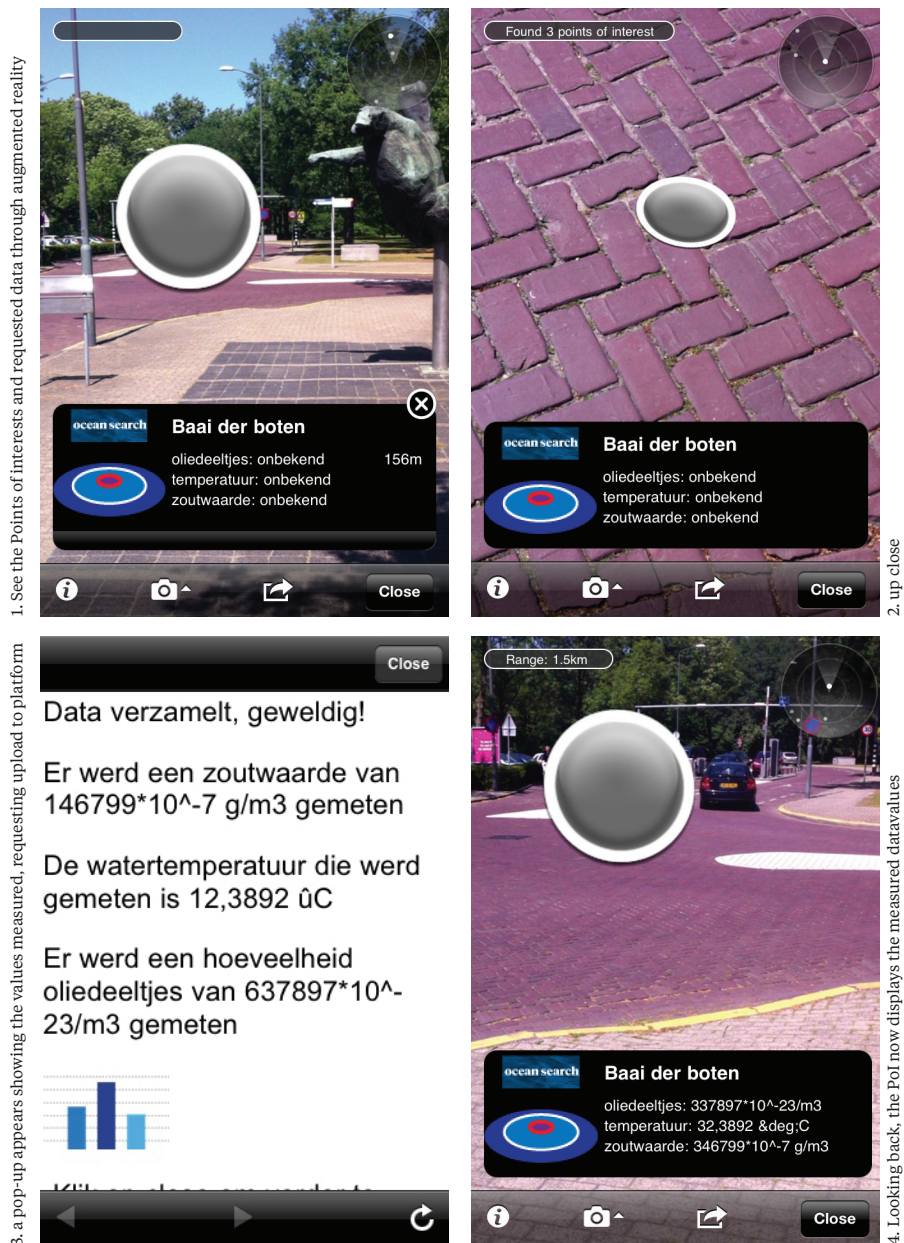 1. See the Points of interests and requested data through augmented reality
ocean search
Baai der boten
oliedeeltjes: onbekend 156m
temperatuur: onbekend
zoutwaarde: onbekend
Close
Found 3 points of interest
ocean search
Baai der boten
oliedeeltjes: onbekend
temperatuur: onbekend
zoutwaarde: onbekend
Close
2. up close
3. a pop-up appears showing the values measured, requesting upload to platform
Close
Data verzamelt, geweldig!
Er werd een zoutwaarde van
146799*10^-7 g/m3 gemeten
De watertemperatuur die werd
gemeten is 12,3892 ûC
Er werd een hoeveelheid
oliedeeltjes van 637897*10^-
23/m3 gemeten
Range: 1.5km
ocean search
Baai der boten
oliedeeltjes: 337897*10^-23/m3
temperatuur: 32,3892 &deg;C
zoutwaarde: 346799*10^-7 g/m3
Close
4. Looking back, the PoI now displays the measured datavalues